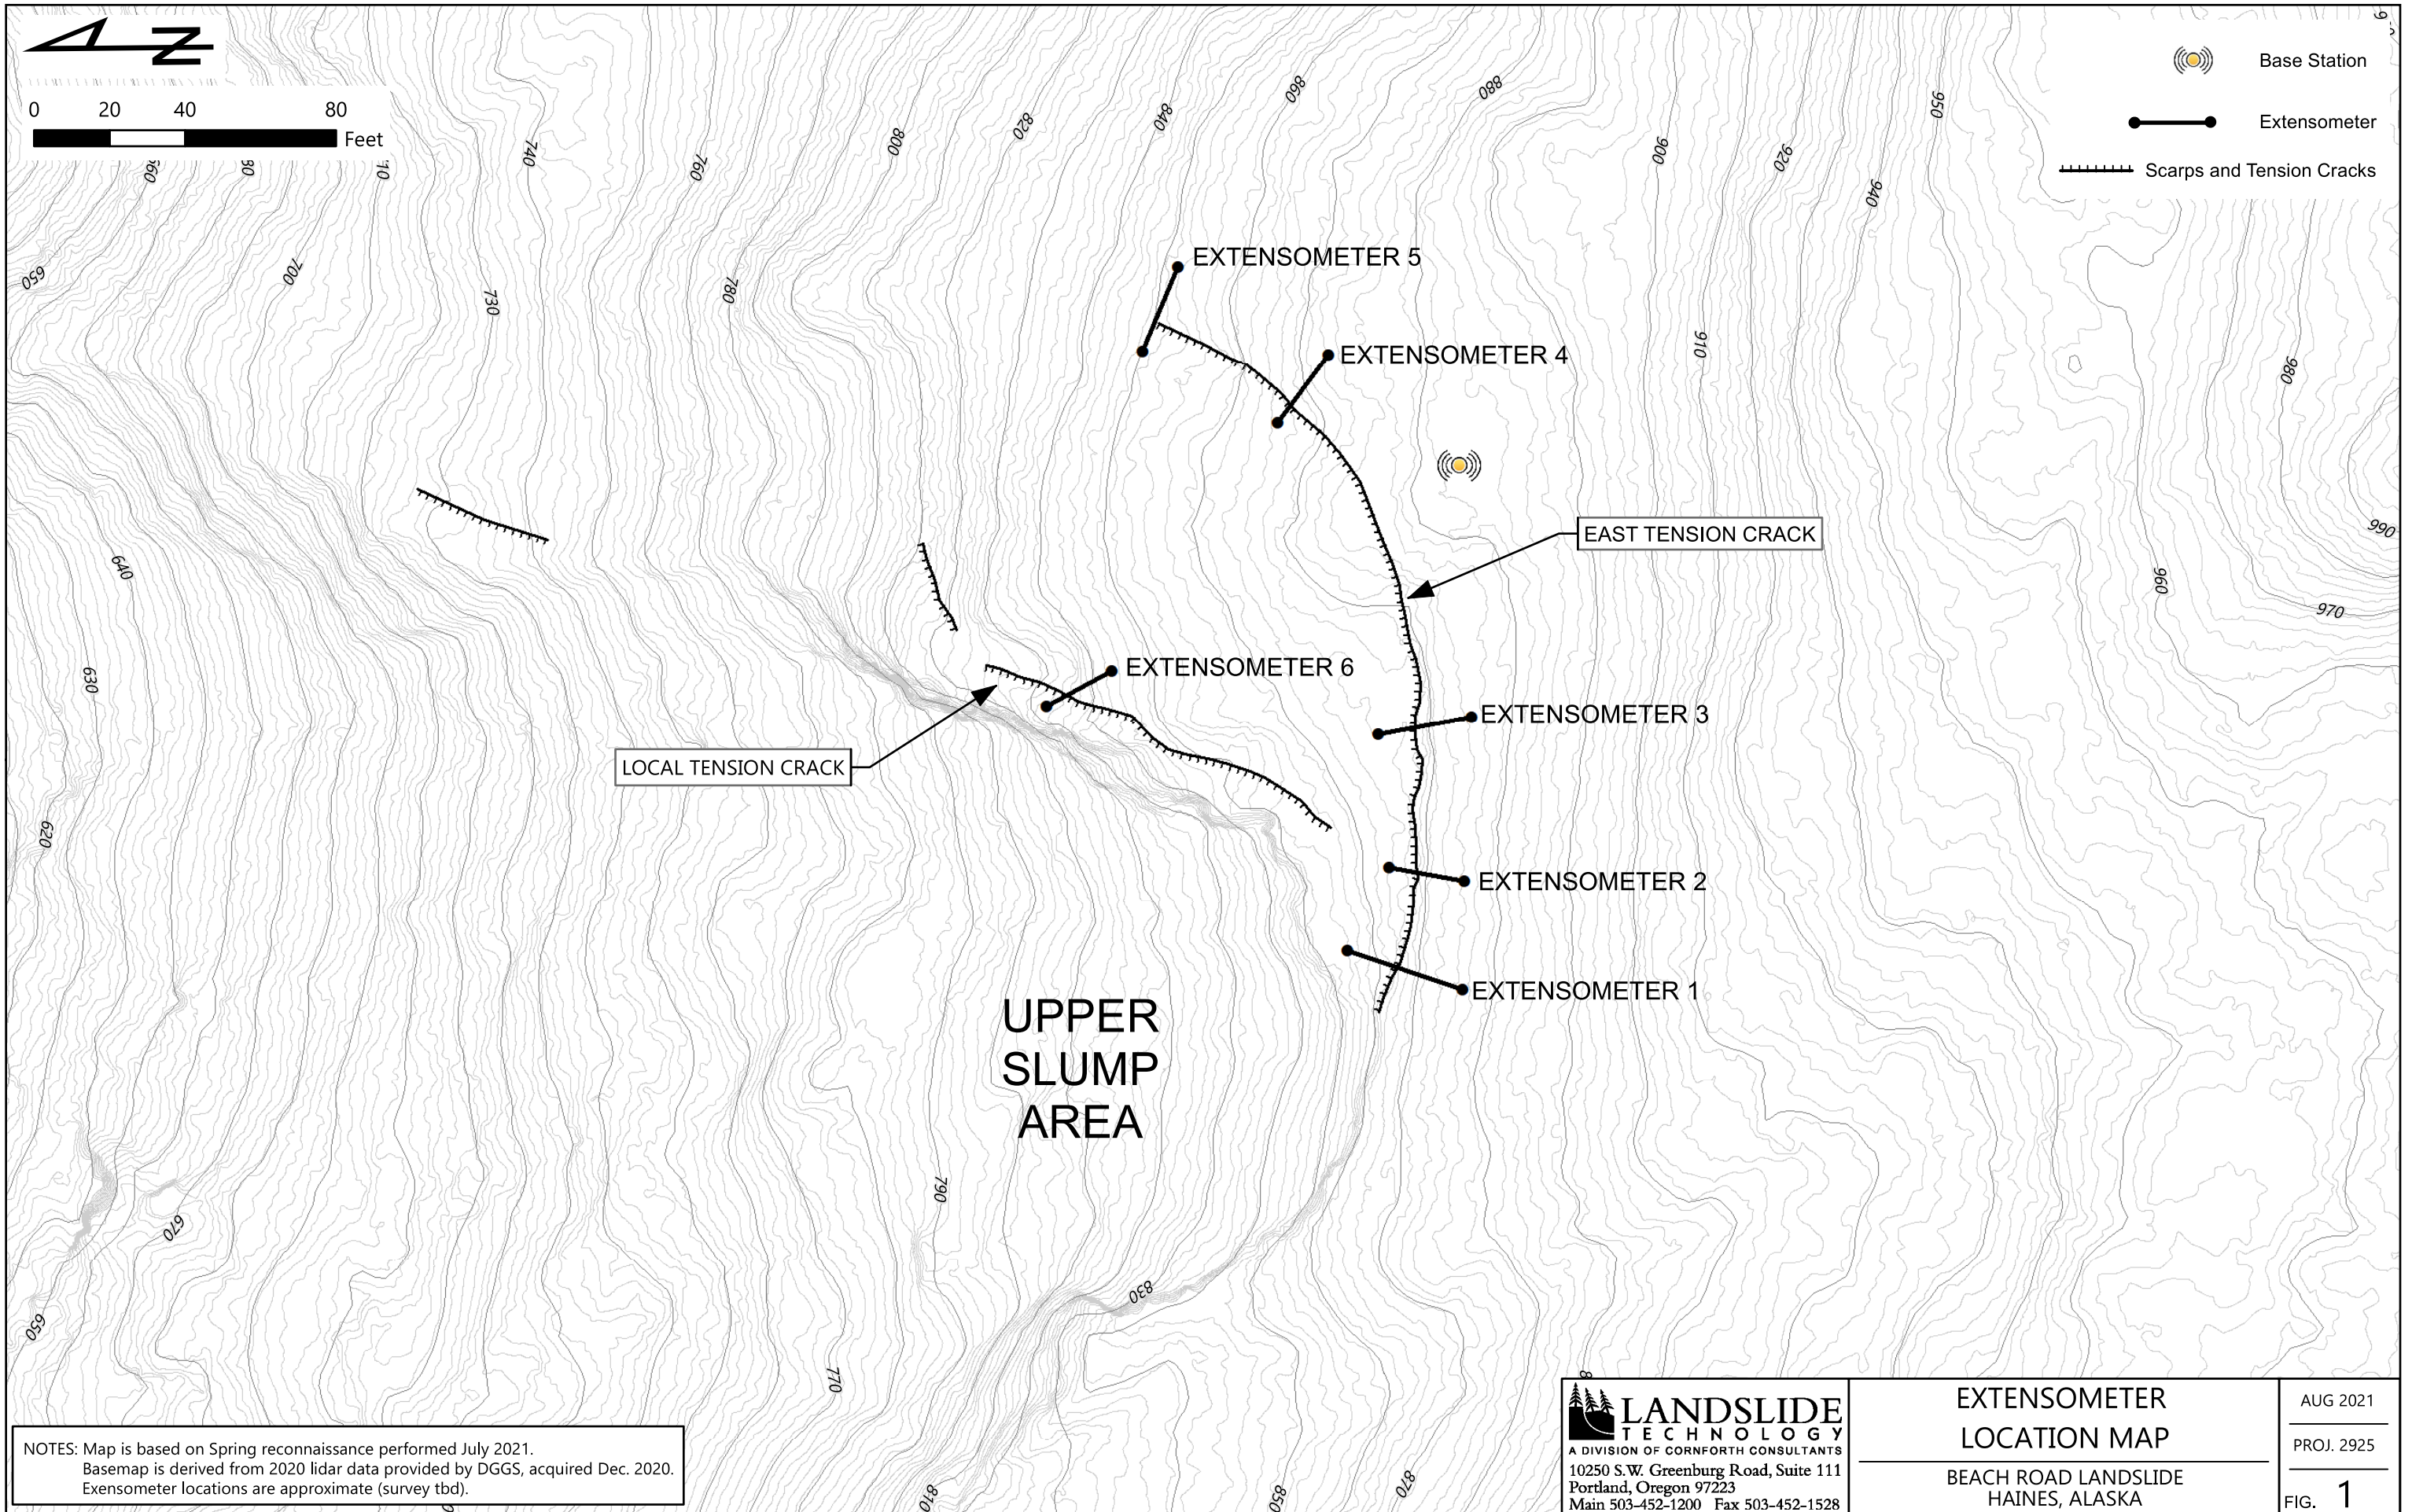 N
0 20 40 80
Feet
Base Station
Extensometer
Scarps and Tension Cracks
740
760
800
820
840
860
880
900
920
940
950
650
700
730
780
910
980
990
960
970
640
630
620
670
650
790
770
830
810
850
870
EXTENSOMETER 5
EXTENSOMETER 4
EAST TENSION CRACK
EXTENSOMETER 6
EXTENSOMETER 3
LOCAL TENSION CRACK
EXTENSOMETER 2
EXTENSOMETER 1
UPPER
SLUMP
AREA
NOTES: Map is based on Spring reconnaissance performed July 2021.
Basemap is derived from 2020 lidar data provided by DGGS, acquired Dec. 2020.
Exensometer locations are approximate (survey tbd).
LANDSLIDE
TECHNOLOGY
A DIVISION OF CORNFORTH CONSULTANTS
10250 S.W. Greenburg Road, Suite 111
Portland, Oregon 97223
Main 503-452-1200 Fax 503-452-1528
EXTENSOMETER
LOCATION MAP
BEACH ROAD LANDSLIDE
HAINES, ALASKA
AUG 2021
PROJ. 2925
FIG. 1